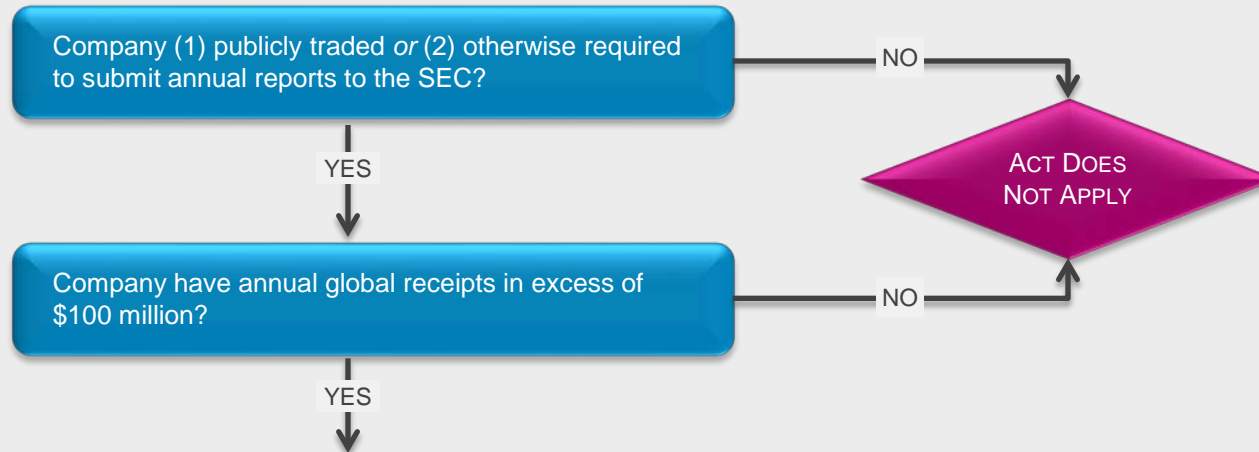 Company (1) publicly traded or (2) otherwise required
to submit annual reports to the SEC?
NO
YES
ACT DOES
NOT APPLY
Company have annual global receipts in excess of
$100 million?
NO
YES